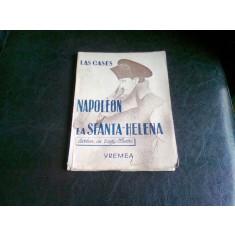 LAS CASES
NAPOLEON
LA SFANTA-HELENA
VREMEA